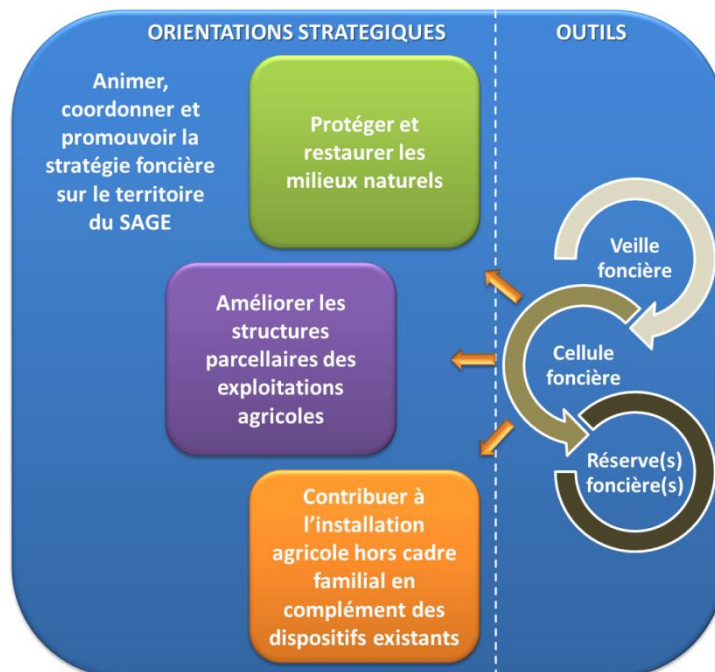 ORIENTATIONS STRATEGIQUES
OUTILS
Animer,
coordonner et
promouvoir la
stratégie foncière
sur le territoire
du SAGE
Protéger et
restaurer les
milieux naturels
Améliorer les
structures
parcellaires des
exploitations
agricoles
Contribuer à
l'installation
agricole hors cadre
familial en
complément des
dispositifs existants
Veille
foncière
Cellule
foncière
Réserve(s)
foncière(s)